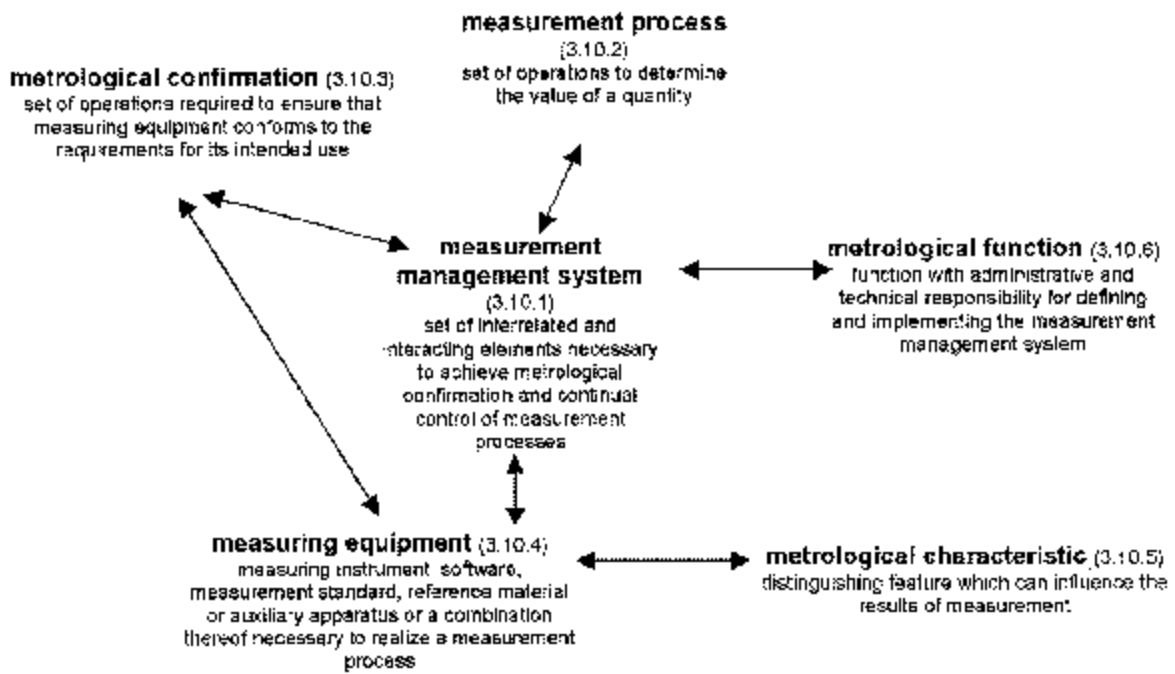 measurement process
(3.10.2)
set of operations to determine
the value of a quantity
metrological confirmation (3.10.3)
set of operations required to ensure that
measuring equipment conforms to the
requirements for its intended use
measurement
management system
(3.10.1)
set of interrelated and
interacting elements necessary
to achieve metrological
confirmation and continual
control of measurement
processes
metrological function (3.10.6)
function with administrative and
technical responsibility for defining
and implementing the measurement
management system
measuring equipment (3.10.4)
measuring instrument, software,
measurement standard, reference material
or auxiliary apparatus or a combination
thereof necessary to realize a measurement
process
metrological characteristic (3.10.5)
distinguishing feature which can influence the
results of measurement